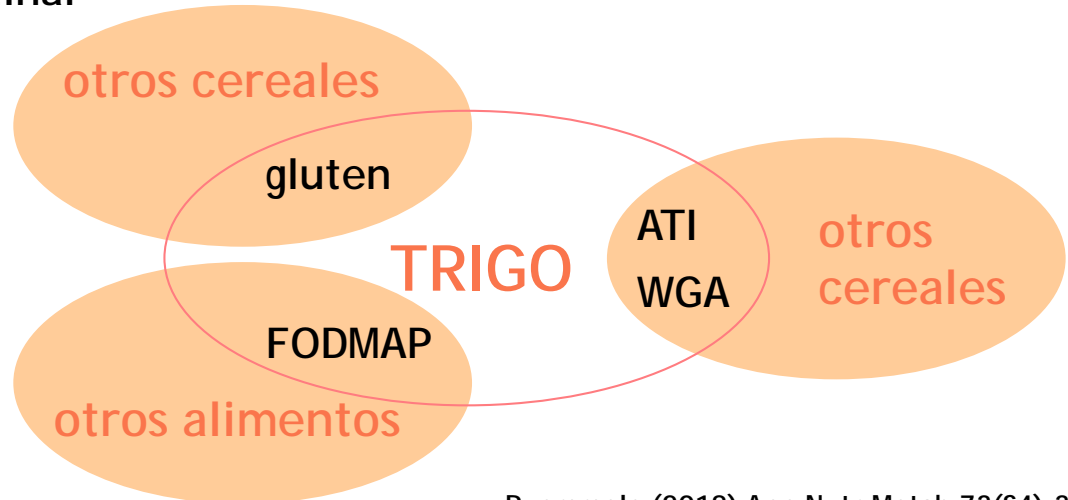 otros cereales
gluten
TRIGO
ATI
WGA
otros
cereales
FODMAP
otros alimentos